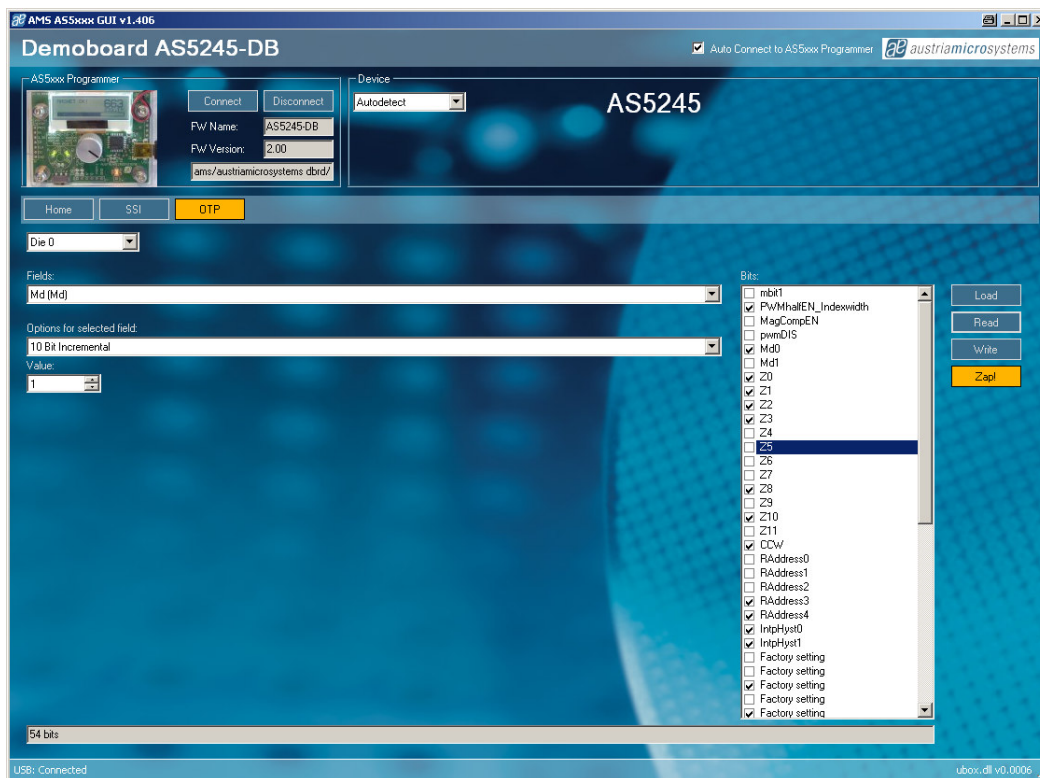 AMS AS5xxx GUI v1.406
Demoboard AS5245-DB
Auto Connect to AS5xxx Programmer
austriamicrosystems
AS5xxx Programmer
Connect
Disconnect
FW Name:
AS5245-DB
FW Version:
2.00
ams/austriamicrosystems dbrd/
Device
Autodetect
AS5245
Home
SSI
OTP
Die 0
Fields:
Md (Md)
Options for selected field:
10 Bit Incremental
Value:
1
Bits:
mbit1
PWMhalfEN_Indexwidth
MagCompEN
pwmDIS
Md0
Md1
Z0
Z1
Z2
Z3
Z4
Z5
Z6
Z7
Z8
Z9
Z10
Z11
CCW
RAddress0
RAddress1
RAddress2
RAddress3
RAddress4
IntpHyst0
IntpHyst1
Factory setting
Factory setting
Factory setting
Factory setting
Factory setting
Load
Read
Write
Zap!
54 bits
USB: Connected
ubox.dll v0.0006